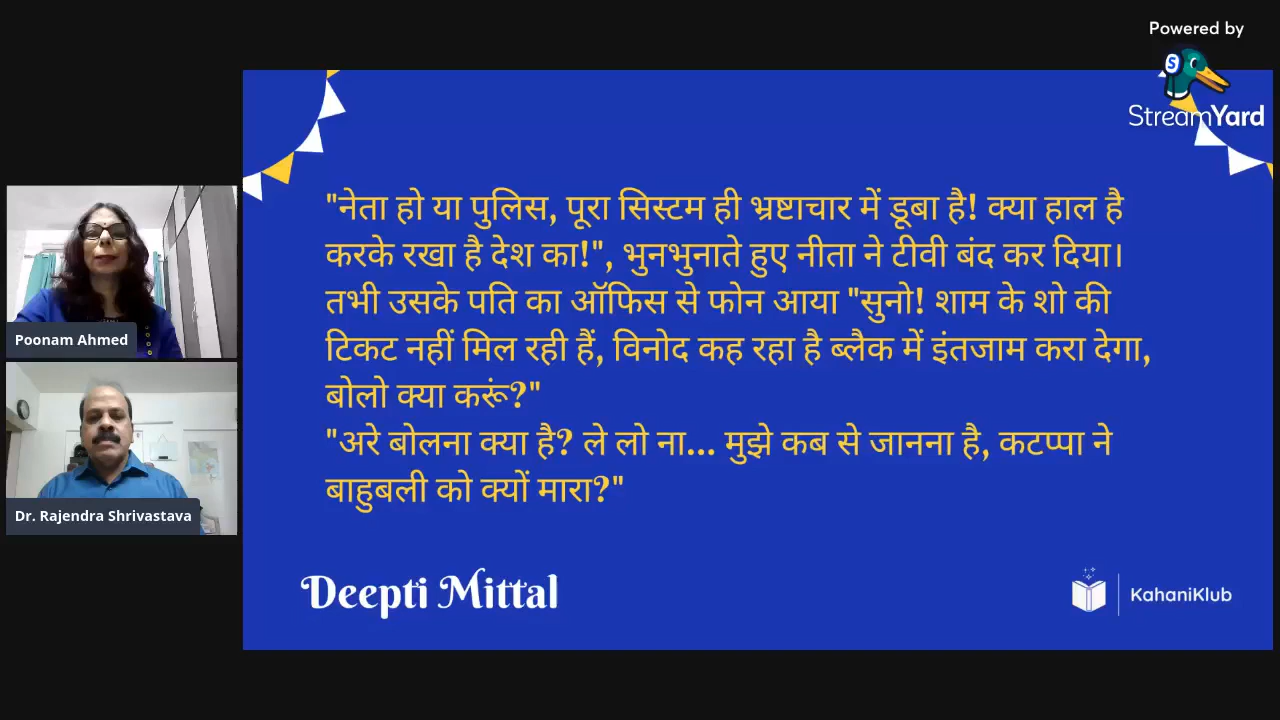 Powered by
StreamYard
"नेता हो या पुलिस, पूरा सिस्टम ही भ्रष्टाचार में डूबा है! क्या हाल है
करके रखा है देश का!", भुनभुनाते हुए नीता ने टीवी बंद कर दिया।
तभी उसके पति का ऑफिस से फोन आया "सुनो! शाम के शो की
टिकट नहीं मिल रही हैं, विनोद कह रहा है ब्लैक में इंतजाम करा देगा,
बोलो क्या करूं?"
"अरे बोलना क्या है? ले लो ना... मुझे कब से जानना है, कटप्पा ने
बाहुबली को क्यों मारा?"
Poonam Ahmed
Dr. Rajendra Shrivastava
Deepti Mittal
KahaniKlub